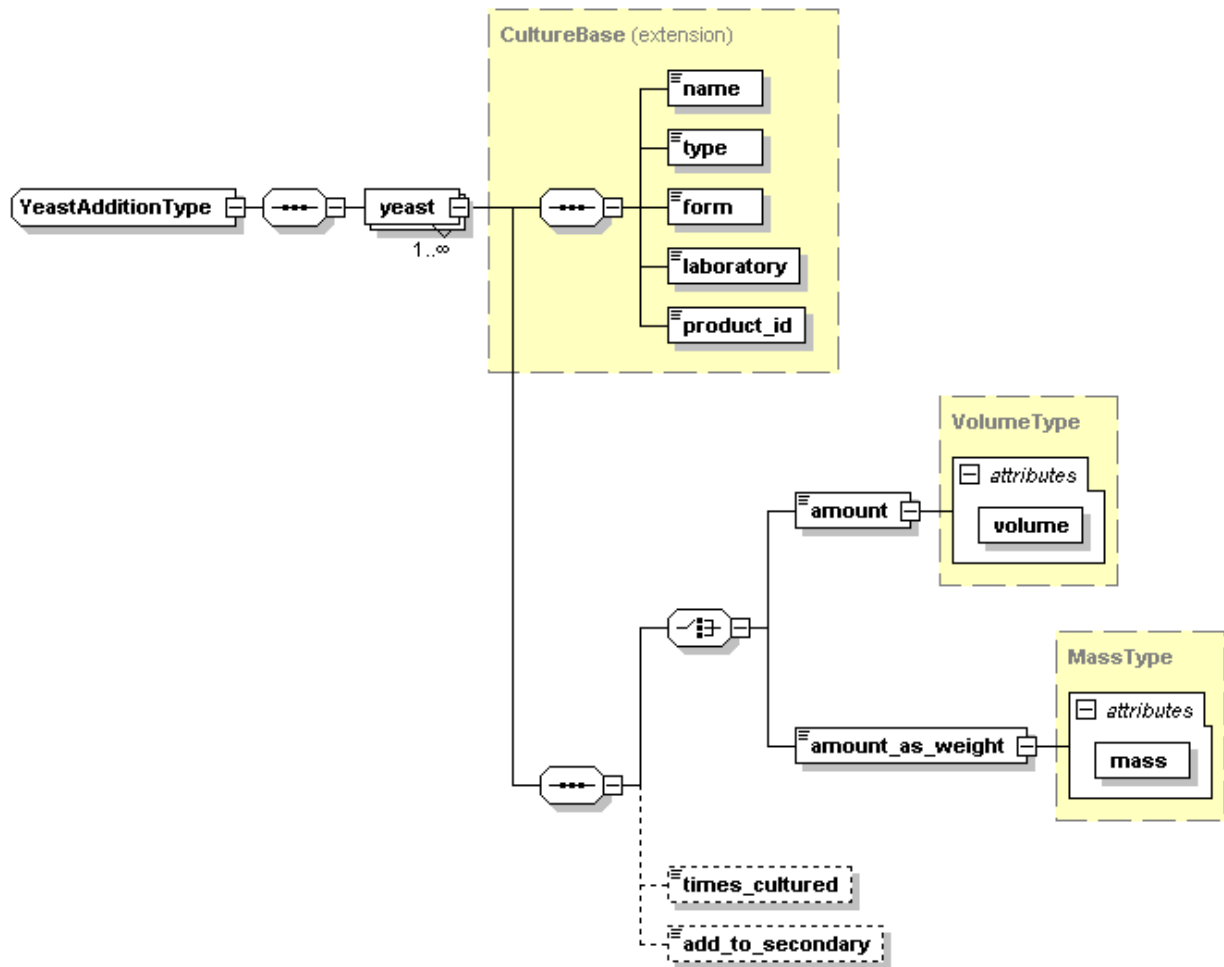 CultureBase (extension)
name
type
form
laboratory
product_id
YeastAdditionType
yeast
1..∞
VolumeType
attributes
volume
amount
MassType
attributes
mass
amount_as_weight
times_cultured
add_to_secondary